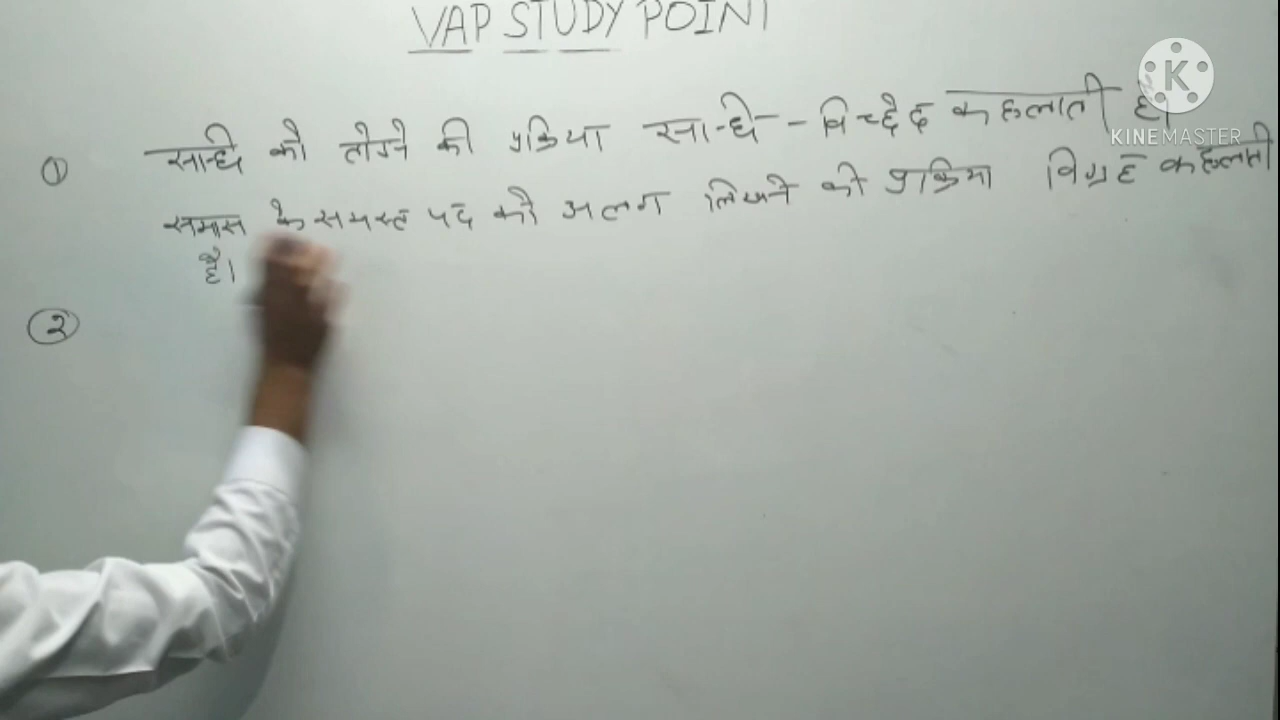 VAP STUDY POINT
① सन्धि को तोड़ने की प्रक्रिया सन्धि - विच्छेद कहलाती है।
समास के समस्त पद को अलग लिखने की प्रक्रिया विग्रह कहलाती
है।
②
KINEMASTER